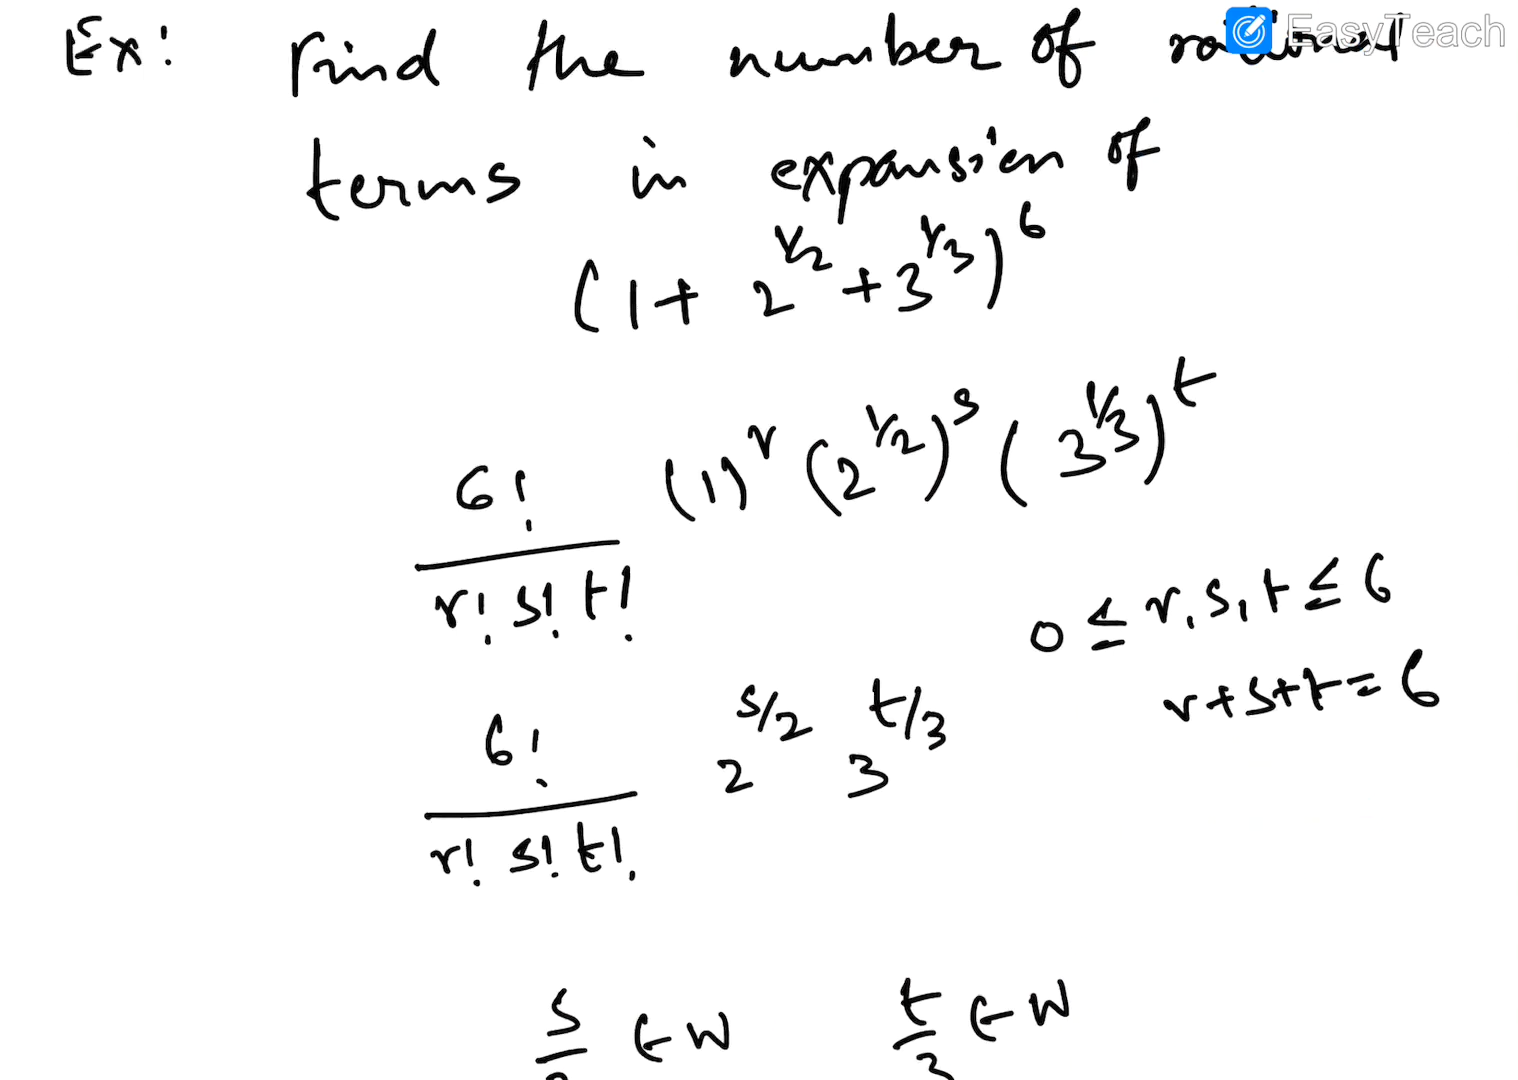 Ex: Find the number of rational
EasyTeach
terms in expansion of
(1 + 2^{1/2} + 3^{1/3})^6
6! / r! s! t! (1)^r (2^{1/2})^s (3^{1/3})^t
0 ≤ r, s, t ≤ 6
r+s+t = 6
6! / r! s! t! 2^{s/2} 3^{t/3}
s/2 ∈ W t/3 ∈ W